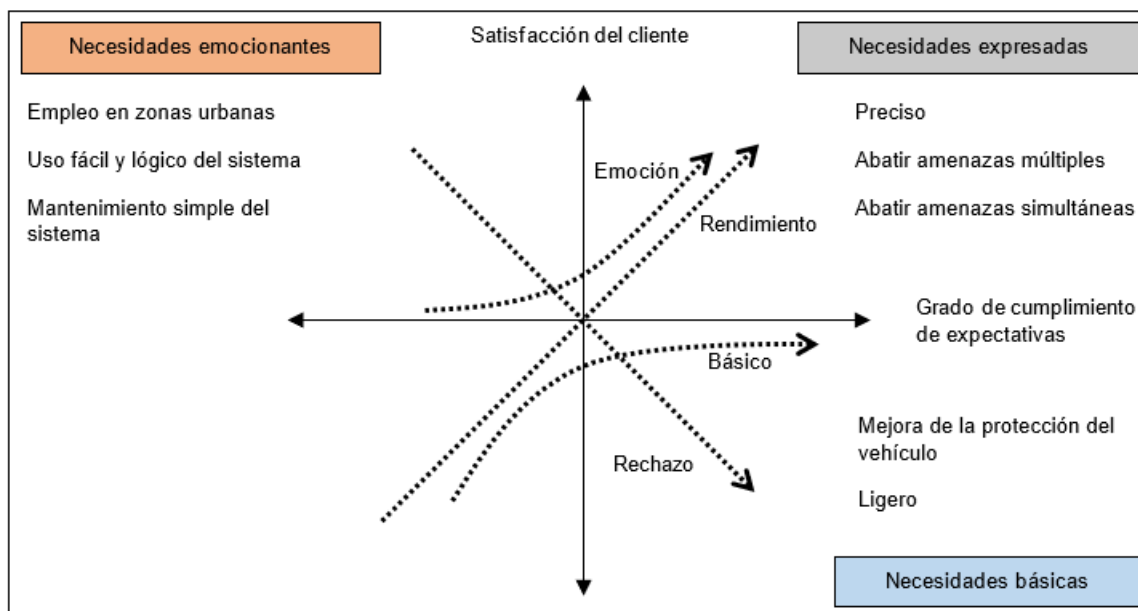 Necesidades emocionantes
Satisfacción del cliente
Necesidades expresadas
Empleo en zonas urbanas
Uso fácil y lógico del sistema
Mantenimiento simple del
sistema
Preciso
Abatir amenazas múltiples
Abatir amenazas simultáneas
Emoción
Rendimiento
Grado de cumplimiento
de expectativas
Básico
Rechazo
Mejora de la protección del
vehículo
Ligero
Necesidades básicas